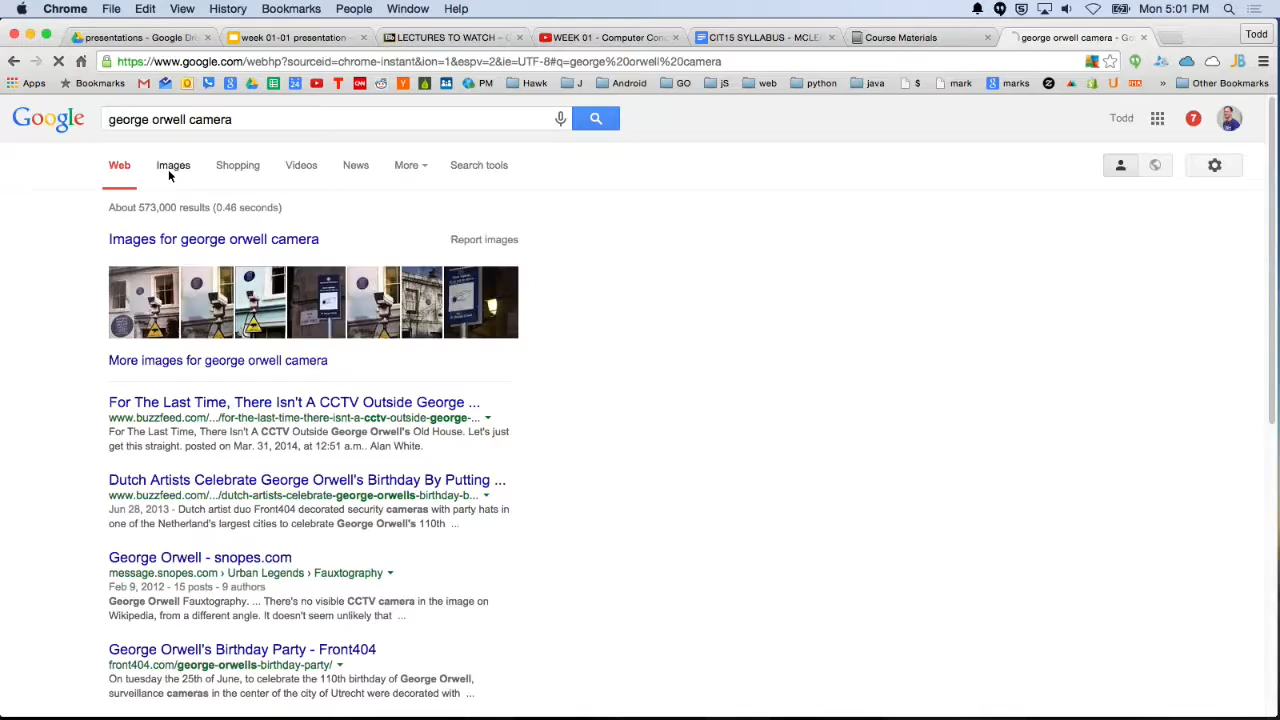 Chrome File Edit View History Bookmarks People Window Help Mon 5:01 PM
presentations - Google Dri week 01-01 presentation LECTURES TO WATCH – WEEK 01 - Computer Con CIT15 SYLLABUS - MCLE Course Materials george orwell camera - Go Todd
https://www.google.com/webhp?sourceid=chrome-instant&ion=1&espv=2&ie=UTF-8#q=george%20orwell%20camera
Apps Bookmarks PM Hawk J Android GO jS web python java $ mark marks Other Bookmarks
Google george orwell camera Todd 7
Web Images Shopping Videos News More Search tools
About 573,000 results (0.46 seconds)
Images for george orwell camera Report images
More images for george orwell camera
For The Last Time, There Isn't A CCTV Outside George ...
www.buzzfeed.com/.../for-the-last-time-there-isnt-a-cctv-outside-george-...
For The Last Time, There Isn't A CCTV Outside George Orwell's Old House. Let's just
get this straight. posted on Mar. 31, 2014, at 12:51 a.m.. Alan White.
Dutch Artists Celebrate George Orwell's Birthday By Putting ...
www.buzzfeed.com/.../dutch-artists-celebrate-george-orwells-birthday-b...
Jun 28, 2013 - Dutch artist duo Front404 decorated security cameras with party hats in
one of the Netherland's largest cities to celebrate George Orwell's 110th ...
George Orwell - snopes.com
message.snopes.com › Urban Legends › Fauxtography
Feb 9, 2012 - 15 posts - 9 authors
George Orwell Fauxtography. ... There's no visible CCTV camera in the image on
Wikipedia, from a different angle. It doesn't seem unlikely that ...
George Orwell's Birthday Party - Front404
front404.com/george-orwells-birthday-party/
On tuesday the 25th of June, to celebrate the 110th birthday of George Orwell,
surveillance cameras in the center of the city of Utrecht were decorated with ...